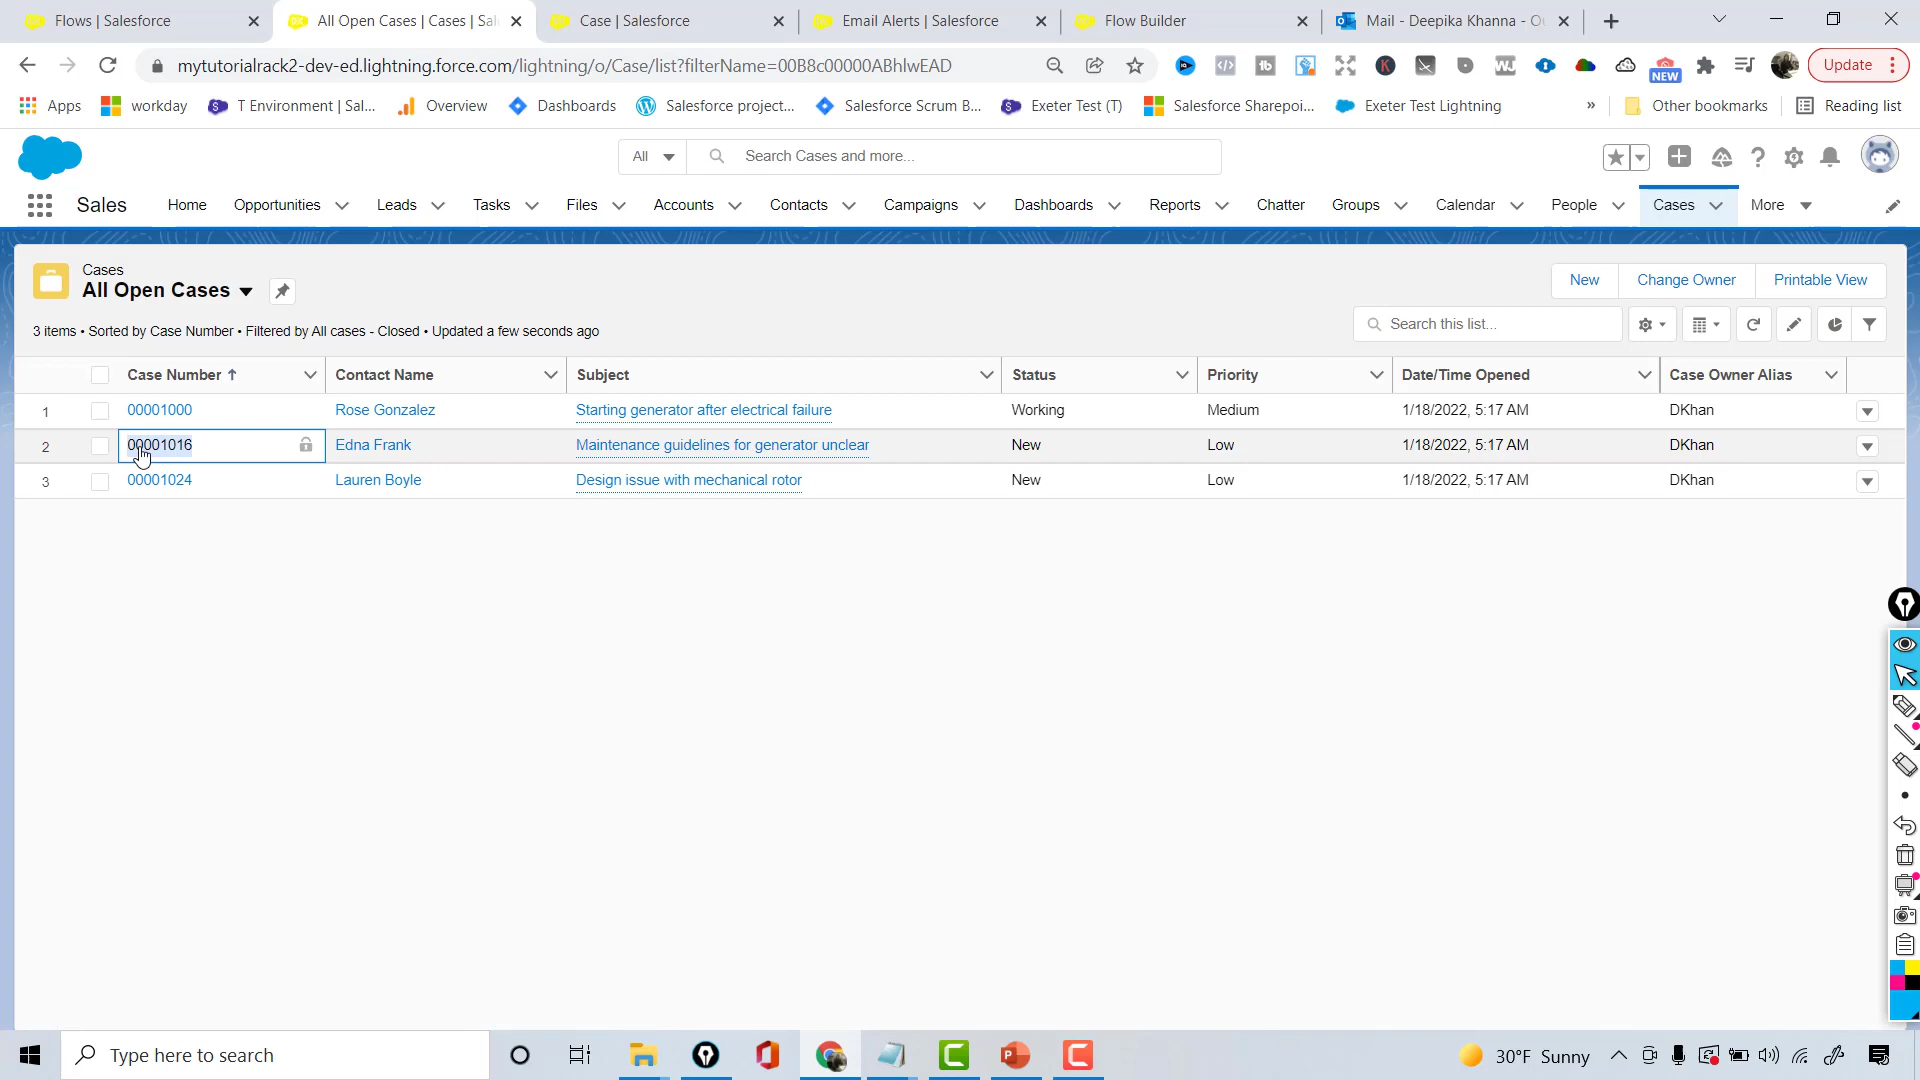 Flows | Salesforce
All Open Cases | Cases | Sal
Case | Salesforce
Email Alerts | Salesforce
Flow Builder
Mail - Deepika Khanna - Ou
mytutorialrack2-dev-ed.lightning.force.com/lightning/o/Case/list?filterName=00B8c00000ABhlwEAD
NEW
Update
Apps
workday
T Environment | Sal...
Overview
Dashboards
Salesforce project...
Salesforce Scrum B...
Exeter Test (T)
Salesforce Sharepoi...
Exeter Test Lightning
»
Other bookmarks
Reading list
All
Search Cases and more...
Sales
Home
Opportunities
Leads
Tasks
Files
Accounts
Contacts
Campaigns
Dashboards
Reports
Chatter
Groups
Calendar
People
Cases
More
Cases
All Open Cases
New
Change Owner
Printable View
3 items • Sorted by Case Number • Filtered by All cases - Closed • Updated a few seconds ago
Search this list...
Case Number
Contact Name
Subject
Status
Priority
Date/Time Opened
Case Owner Alias
1 00001000 Rose Gonzalez Starting generator after electrical failure Working Medium 1/18/2022, 5:17 AM DKhan
2 00001016 Edna Frank Maintenance guidelines for generator unclear New Low 1/18/2022, 5:17 AM DKhan
3 00001024 Lauren Boyle Design issue with mechanical rotor New Low 1/18/2022, 5:17 AM DKhan
Type here to search
30°F Sunny